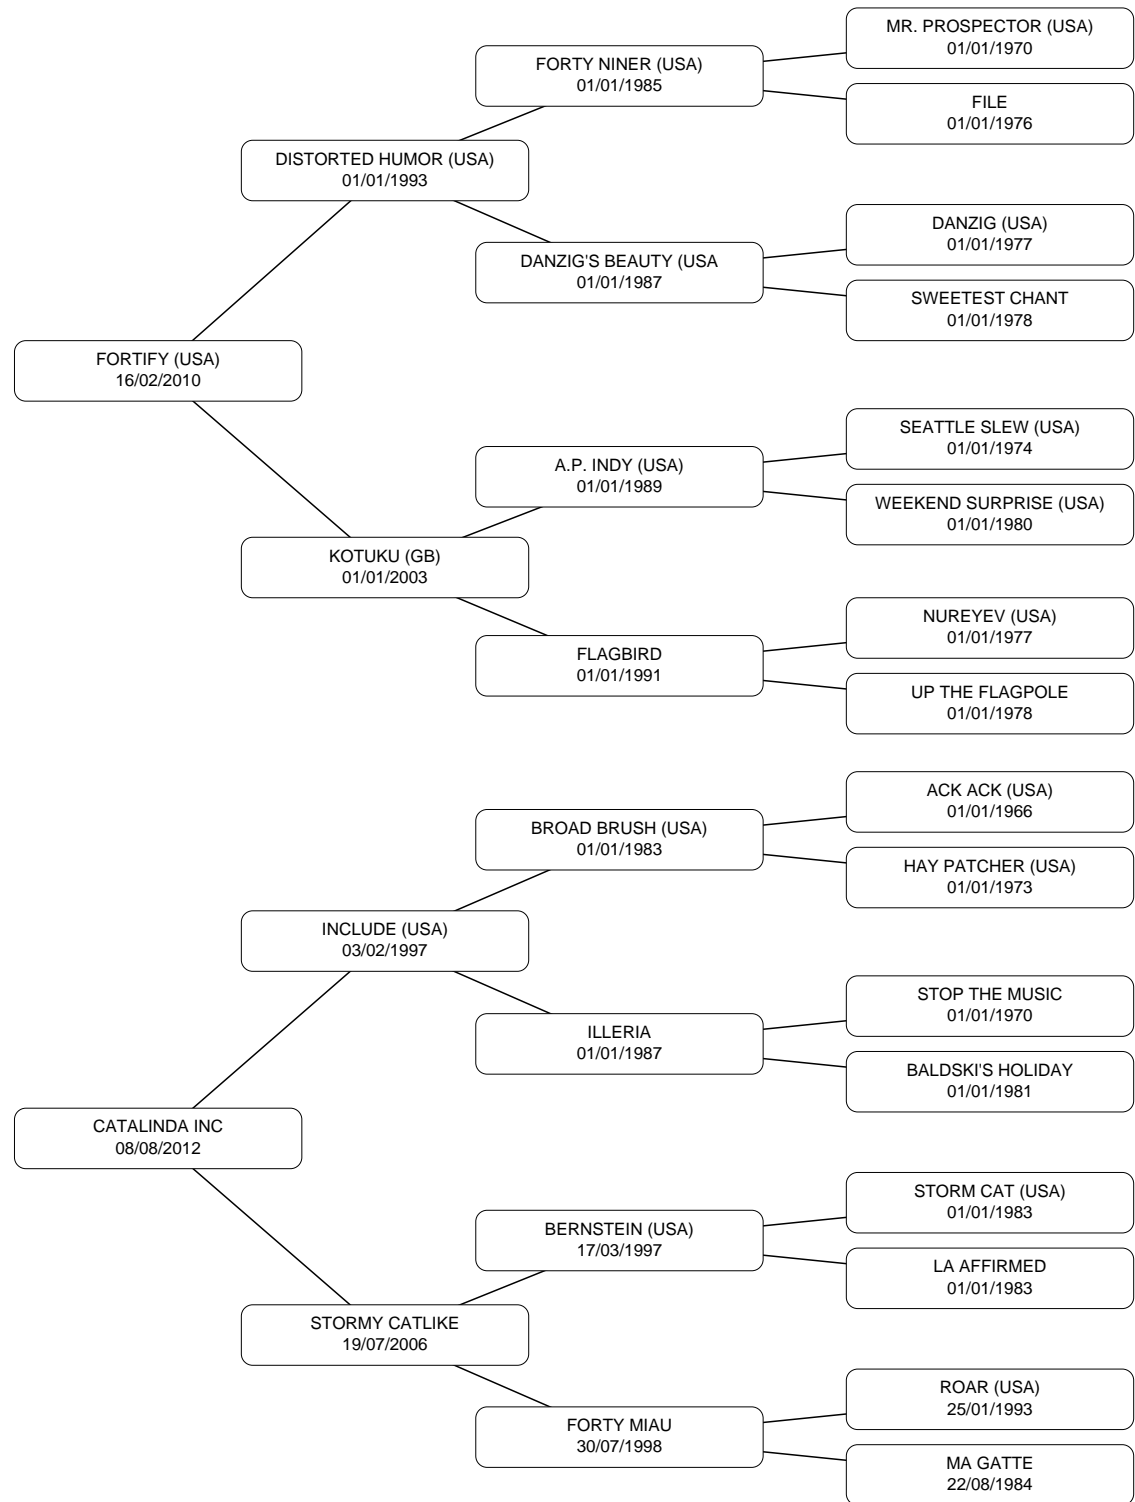 MR. PROSPECTOR (USA)
01/01/1970
FORTY NINER (USA)
01/01/1985
FILE
01/01/1976
DISTORTED HUMOR (USA)
01/01/1993
DANZIG (USA)
01/01/1977
DANZIG'S BEAUTY (USA
01/01/1987
SWEETEST CHANT
01/01/1978
FORTIFY (USA)
16/02/2010
SEATTLE SLEW (USA)
01/01/1974
A.P. INDY (USA)
01/01/1989
WEEKEND SURPRISE (USA)
01/01/1980
KOTUKU (GB)
01/01/2003
NUREYEV (USA)
01/01/1977
FLAGBIRD
01/01/1991
UP THE FLAGPOLE
01/01/1978
ACK ACK (USA)
01/01/1966
BROAD BRUSH (USA)
01/01/1983
HAY PATCHER (USA)
01/01/1973
INCLUDE (USA)
03/02/1997
STOP THE MUSIC
01/01/1970
ILLERIA
01/01/1987
BALDSKI'S HOLIDAY
01/01/1981
CATALINDA INC
08/08/2012
STORM CAT (USA)
01/01/1983
BERNSTEIN (USA)
17/03/1997
LA AFFIRMED
01/01/1983
STORMY CATLIKE
19/07/2006
ROAR (USA)
25/01/1993
FORTY MIAU
30/07/1998
MA GATTE
22/08/1984